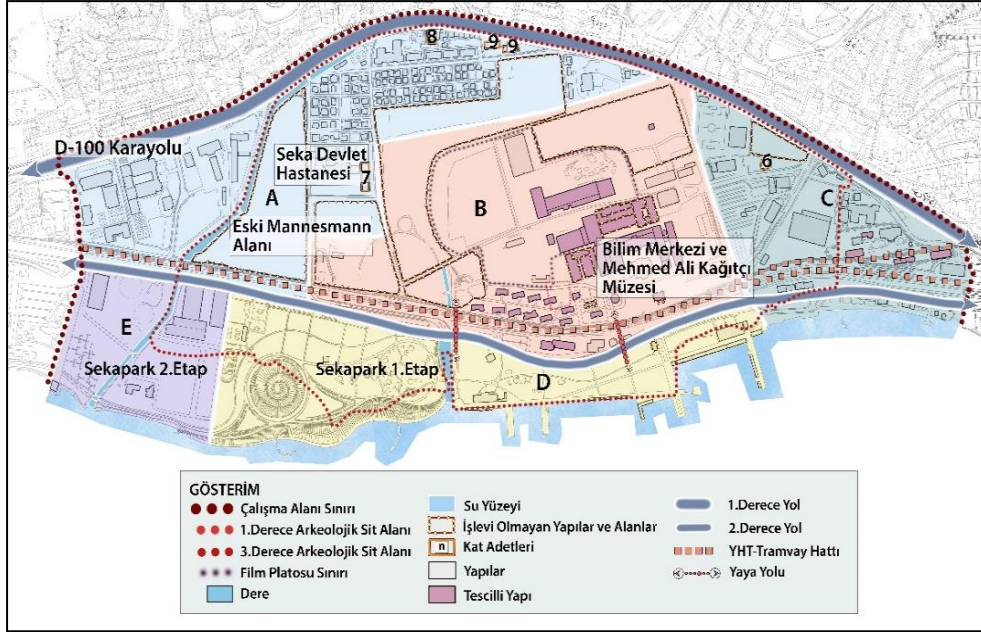 8
9
9
D-100 Karayolu
Seka Devlet
Hastanesi
7
A
B
6
C
Eski Mannesmann
Alanı
Bilim Merkezi ve
Mehmed Ali Kağıtçı
Müzesi
E
Sekapark 2.Etap
Sekapark 1.Etap
D
GÖSTERİM
Çalışma Alanı Sınırı
1.Derece Arkeolojik Sit Alanı
3.Derece Arkeolojik Sit Alanı
Film Platosu Sınırı
Dere
Su Yüzeyi
İşlevi Olmayan Yapılar ve Alanlar
n Kat Adetleri
Yapılar
Tescilli Yapı
1.Derece Yol
2.Derece Yol
YHT-Tramvay Hattı
Yaya Yolu